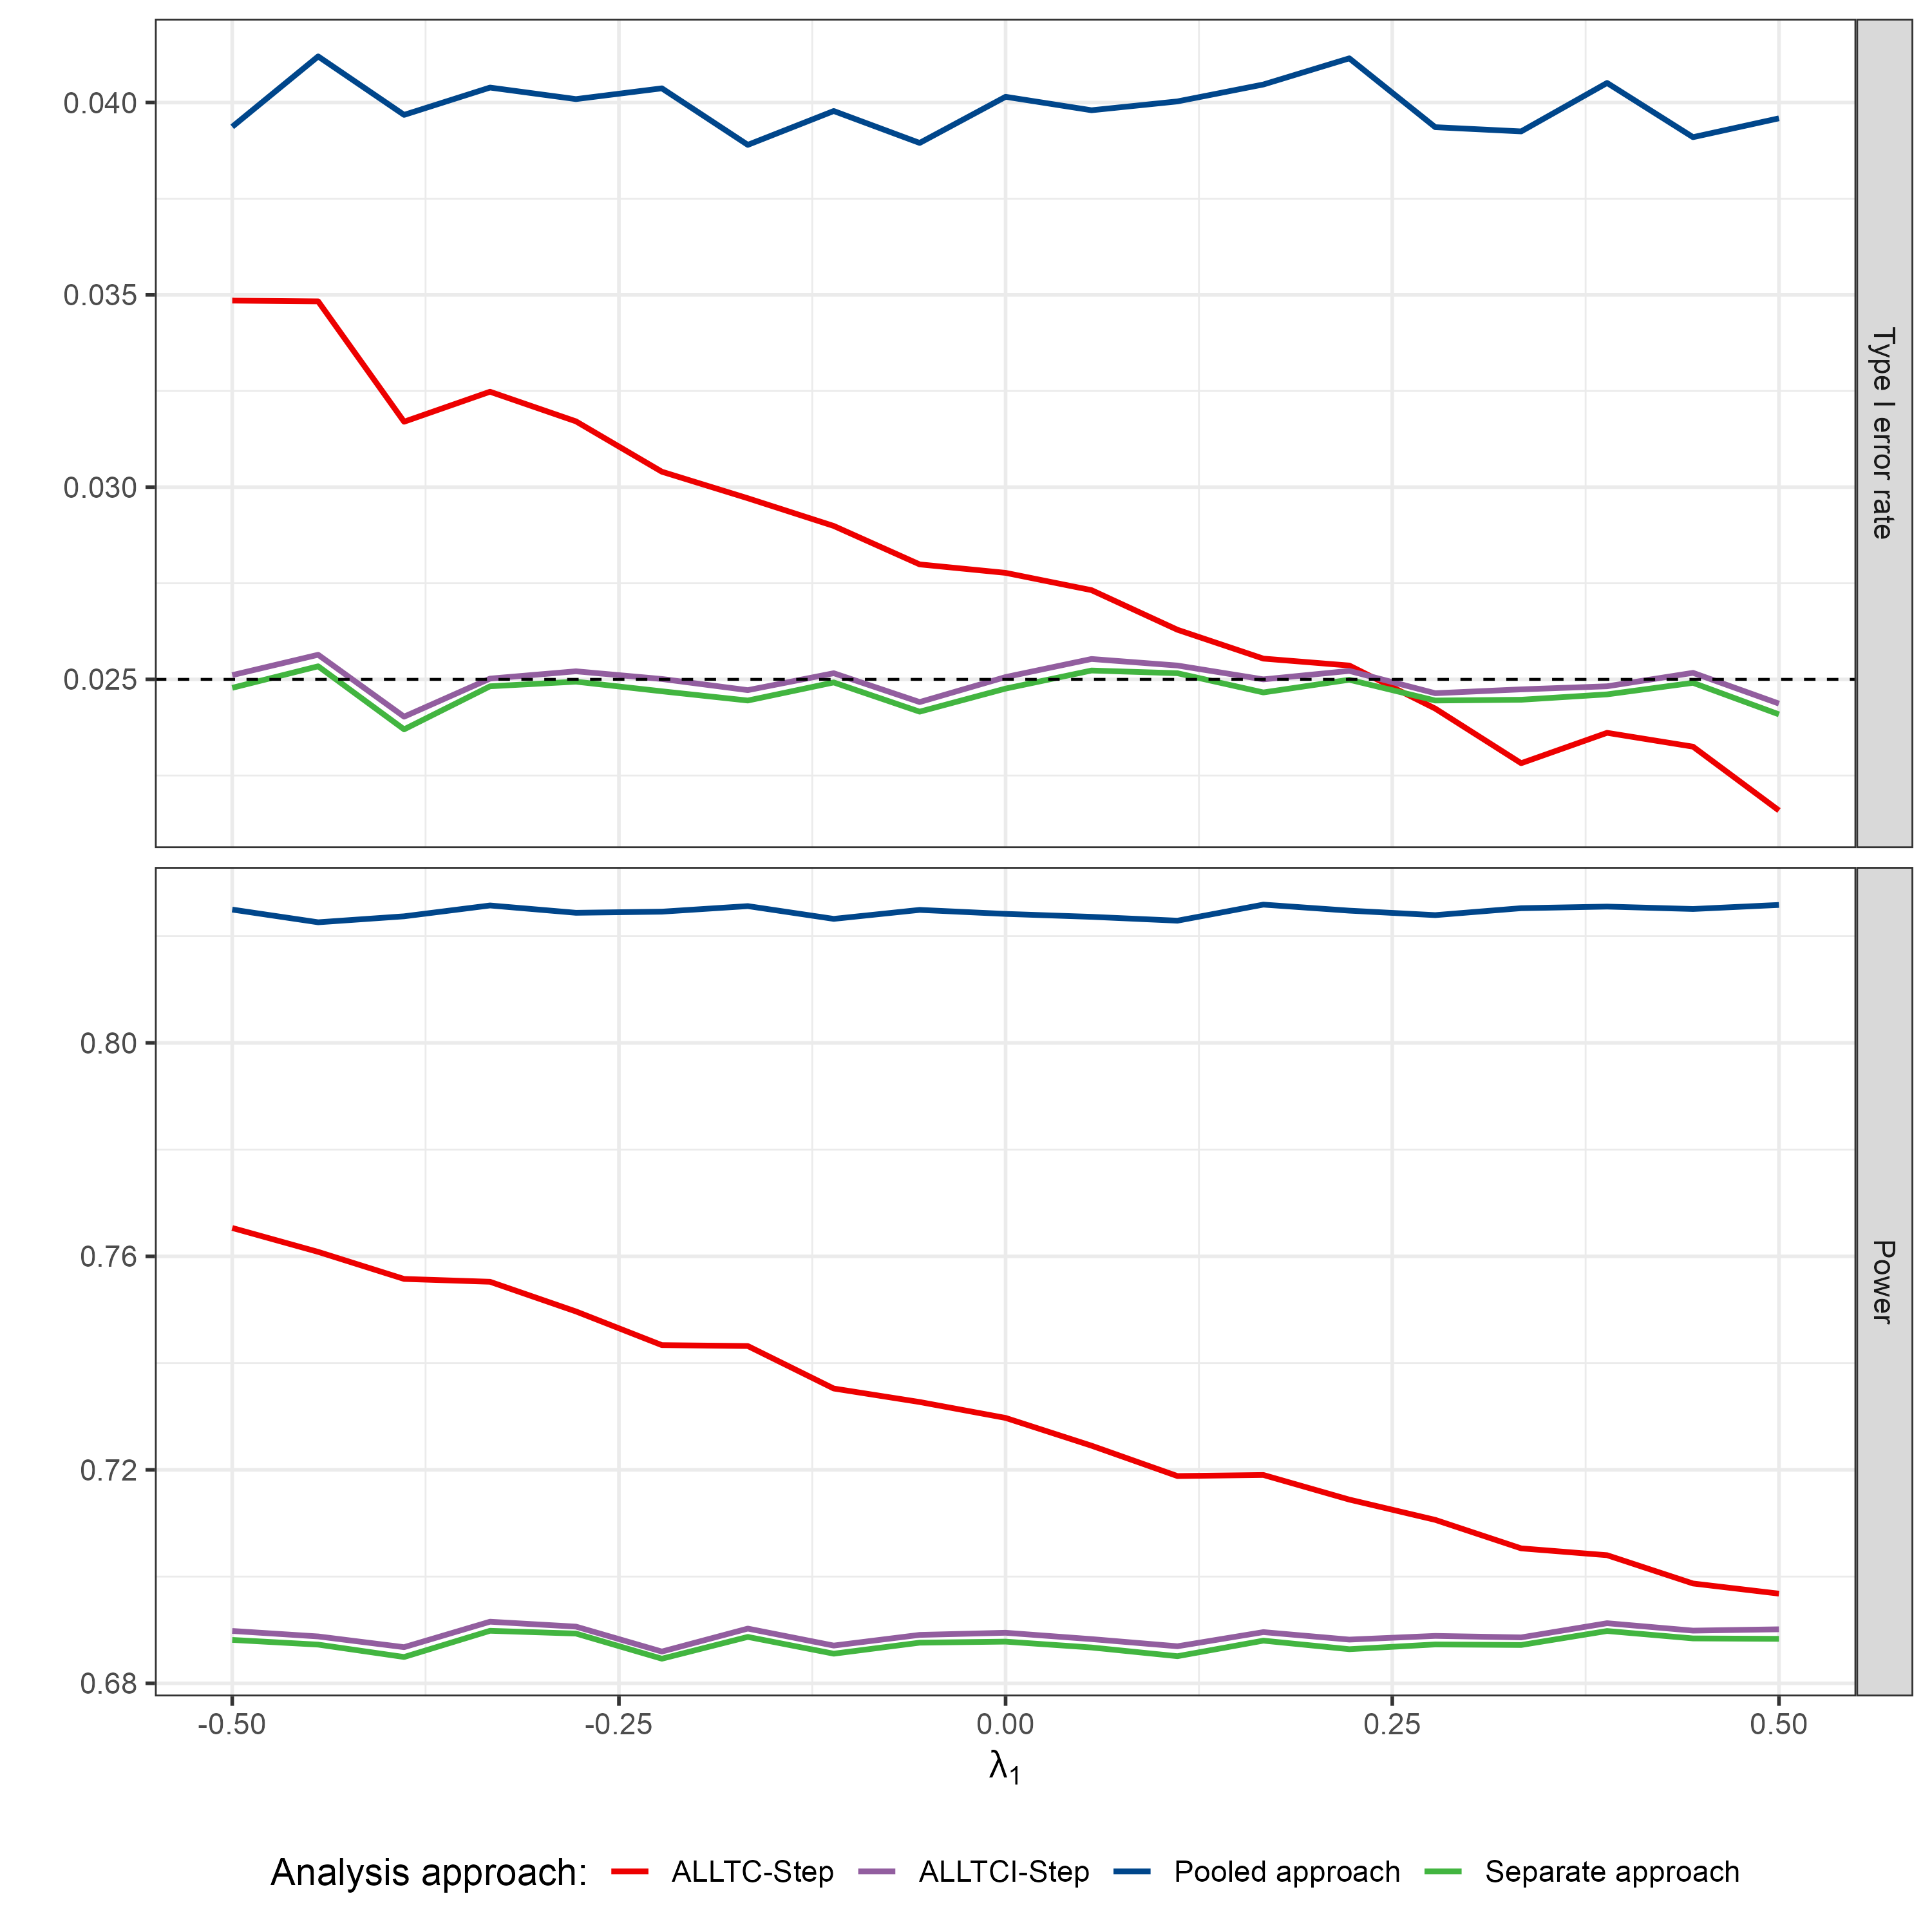 0.040
0.035
0.030
0.025
Type I error rate
0.80
0.76
0.72
0.68
Power
-0.50 -0.25 0.00 0.25 0.50
λ1
Analysis approach: ALLTC-Step ALLTCI-Step Pooled approach Separate approach